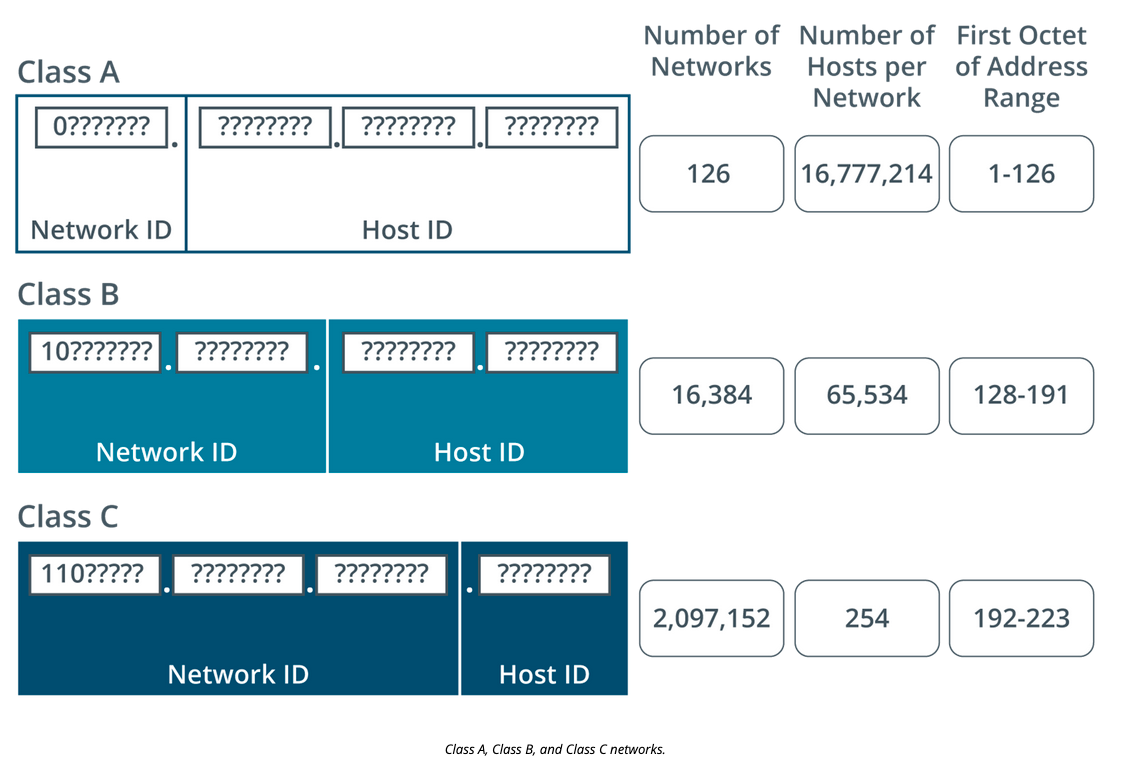 Number of Networks
Number of Hosts per Network
First Octet of Address Range
Class A
0???????
.
????????
.
????????
.
????????
Network ID
Host ID
126
16,777,214
1-126
Class B
10???????
.
????????
.
????????
.
????????
Network ID
Host ID
16,384
65,534
128-191
Class C
110?????
.
????????
.
????????
.
????????
Network ID
Host ID
2,097,152
254
192-223
Class A, Class B, and Class C networks.